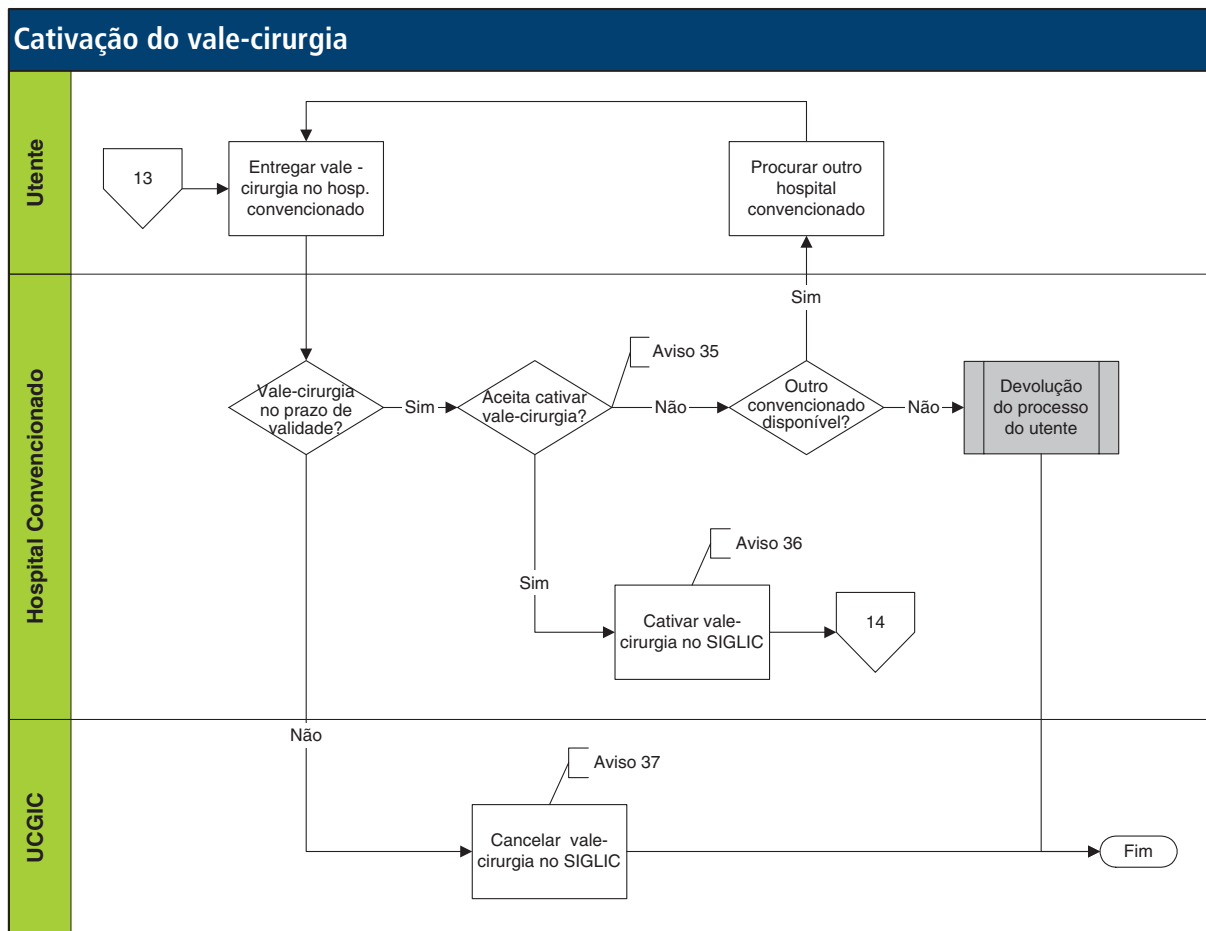 Cativação do vale-cirurgia
Utente
13
Entregar vale -
cirurgia no hosp.
convencionado
Procurar outro
hospital
convencionado
Hospital Convencionado
Sim
Aviso 35
Vale-cirurgia
no prazo de
validade?
Sim
Aceita cativar
vale-cirurgia?
Não
Outro
convencionado
disponível?
Não
Devolução
do processo
do utente
Aviso 36
Sim
Cativar vale-
cirurgia no SIGLIC
14
UCGIC
Não
Aviso 37
Cancelar vale-
cirurgia no SIGLIC
Fim